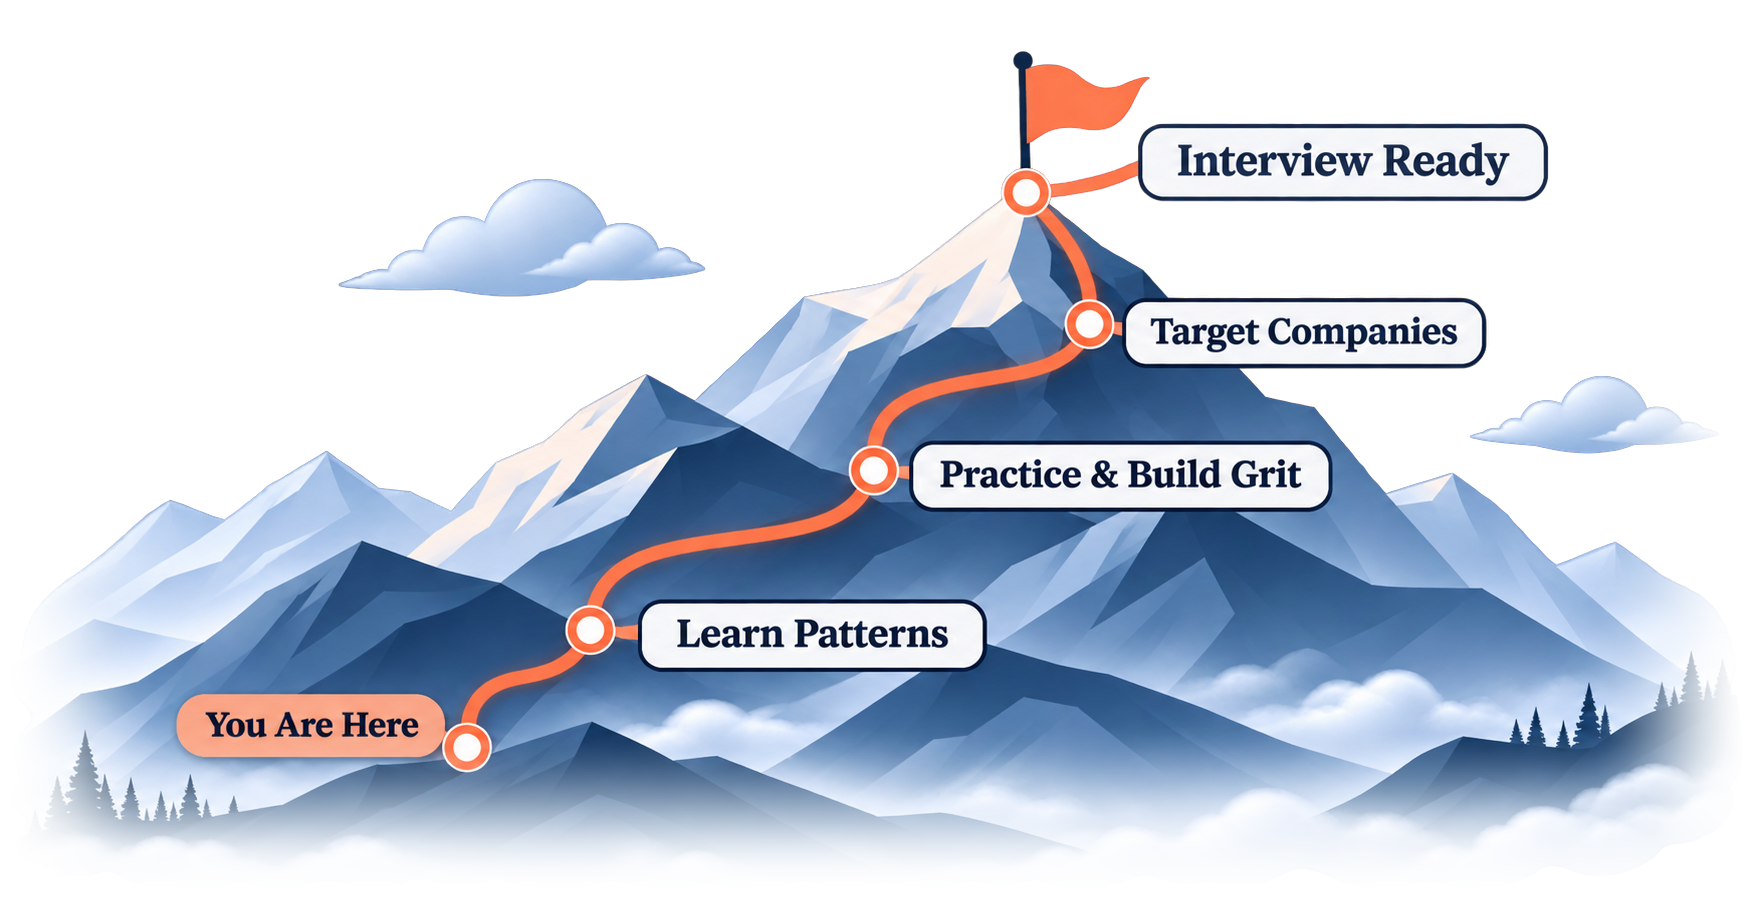 Interview Ready
Target Companies
Practice & Build Grit
Learn Patterns
You Are Here